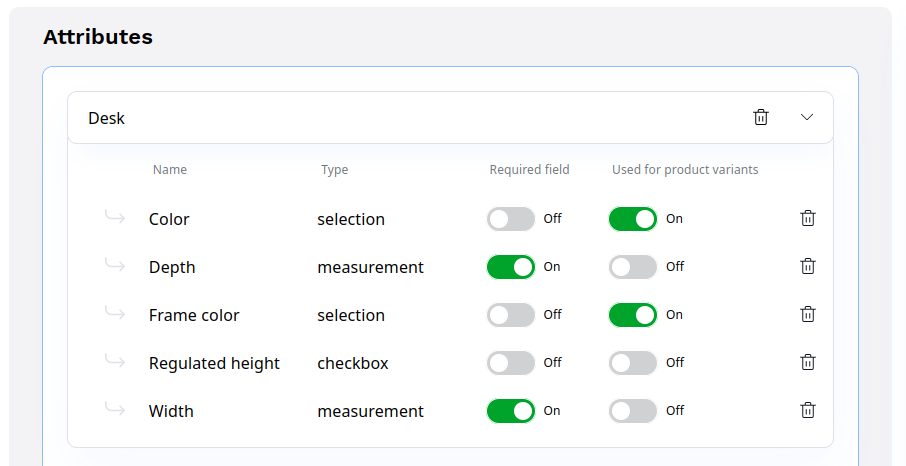 Attributes
Desk
Name Type Required field Used for product variants
Color selection Off On
Depth measurement On Off
Frame color selection Off On
Regulated height checkbox Off Off
Width measurement On Off